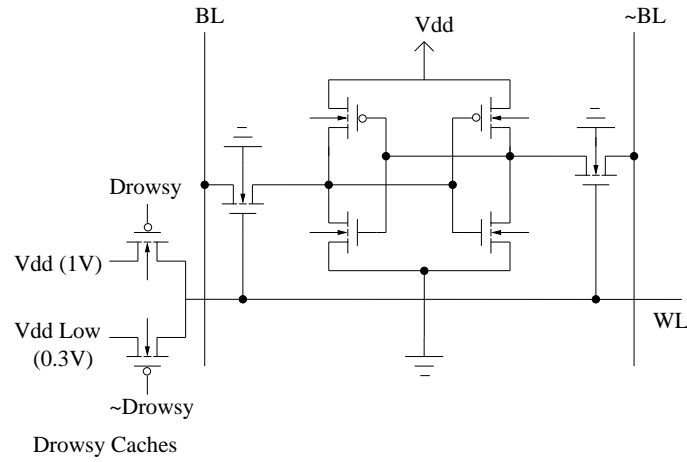 BL
Vdd
~BL
Drowsy
Vdd (1V)
WL
Vdd Low
(0.3V)
~Drowsy
Drowsy Caches